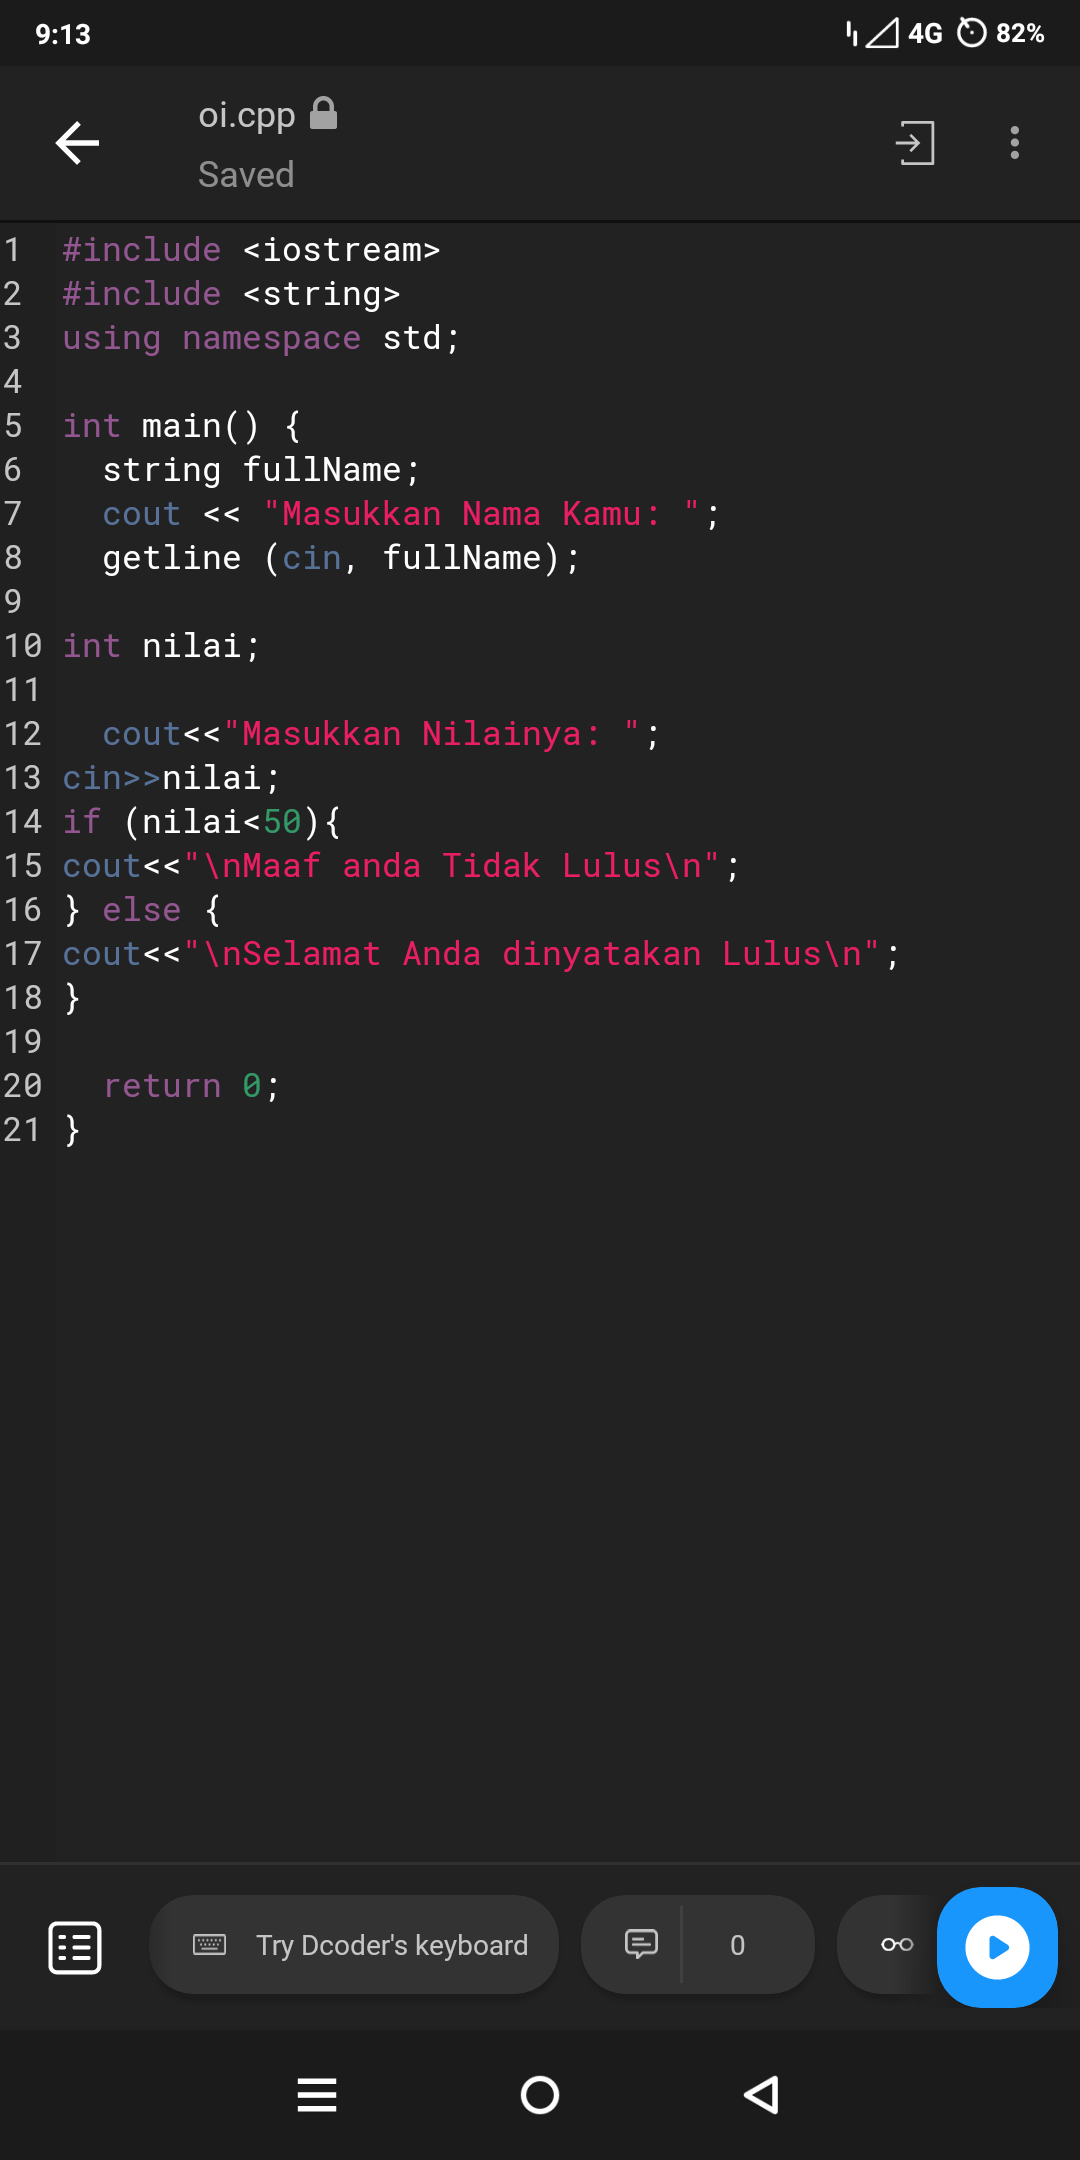 9:13
4G 82%
oi.cpp
Saved
1 #include <iostream>
2 #include <string>
3 using namespace std;
4
5 int main() {
6   string fullName;
7   cout << "Masukkan Nama Kamu: ";
8   getline (cin, fullName);
9
10 int nilai;
11
12   cout<<"Masukkan Nilainya: ";
13 cin>>nilai;
14 if (nilai<50){
15 cout<<"\nMaaf anda Tidak Lulus\n";
16 } else {
17 cout<<"\nSelamat Anda dinyatakan Lulus\n";
18 }
19
20   return 0;
21 }
Try Dcoder's keyboard 0